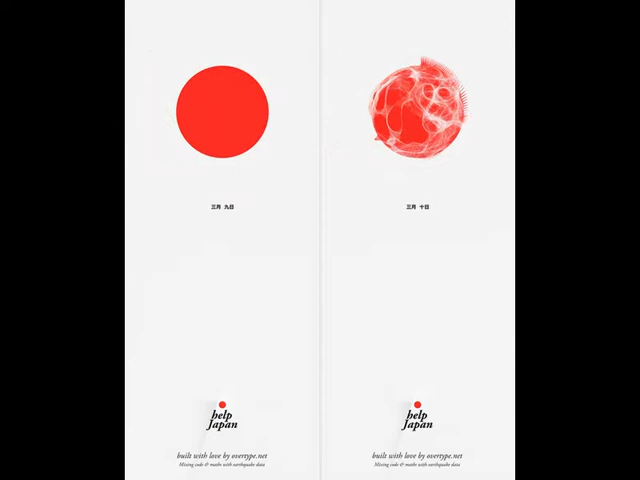 三月 九日
help
Japan
built with love by overtype.net
Mixing code & maths with earthquake data
三月 十日
help
Japan
built with love by overtype.net
Mixing code & maths with earthquake data